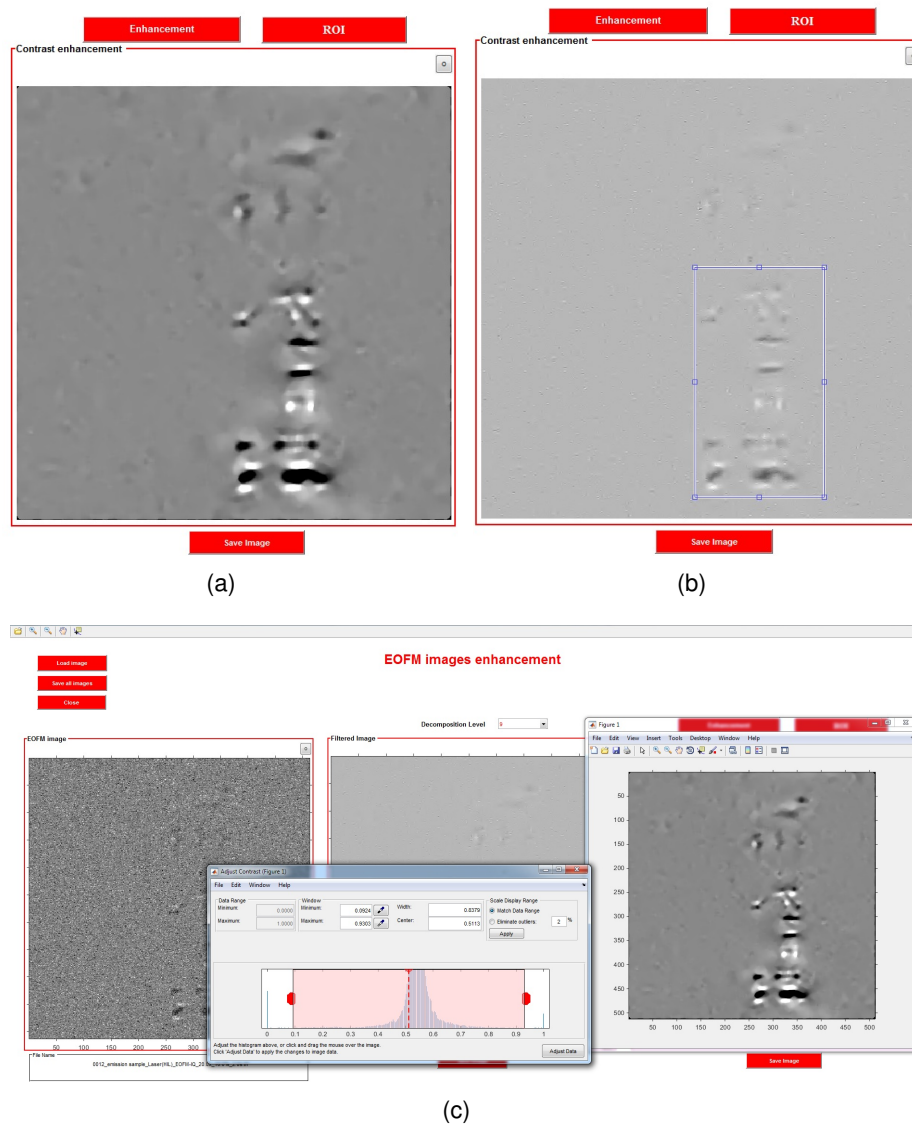 Enhancement
ROI
Contrast enhancement
Save Image
(a)
Enhancement
ROI
Contrast enhancement
Save Image
(b)
EOFM images enhancement
Load image
Save all images
Close
Decomposition Level
EOFM image
Filtered Image
Figure 1
File Edit View Insert Tools Desktop Window Help
50
100
150
200
250
300
350
400
450
500
50 100 150 200 250 300 350 400 450 500
Adjust Contrast (Figure 1)
File Edit Window Help
Data Range
Minimum: 0.0000
Maximum: 1.0000
Window
Minimum: 0.0924
Maximum: 0.9303
Width: 0.8379
Center: 0.5113
Scale Display Range
Match Data Range
Eliminate outliers: 2 %
Apply
0 0.1 0.2 0.3 0.4 0.5 0.6 0.7 0.8 0.9 1
Adjust the histogram above, or click and drag the mouse over the image.
Click 'Adjust Data' to apply the changes to image data.
Adjust Data
50 100 150 200 250 300
File Name
0012_emission sample_Laser(HL)_EOFM-IQ_20.0
Save Image
(c)